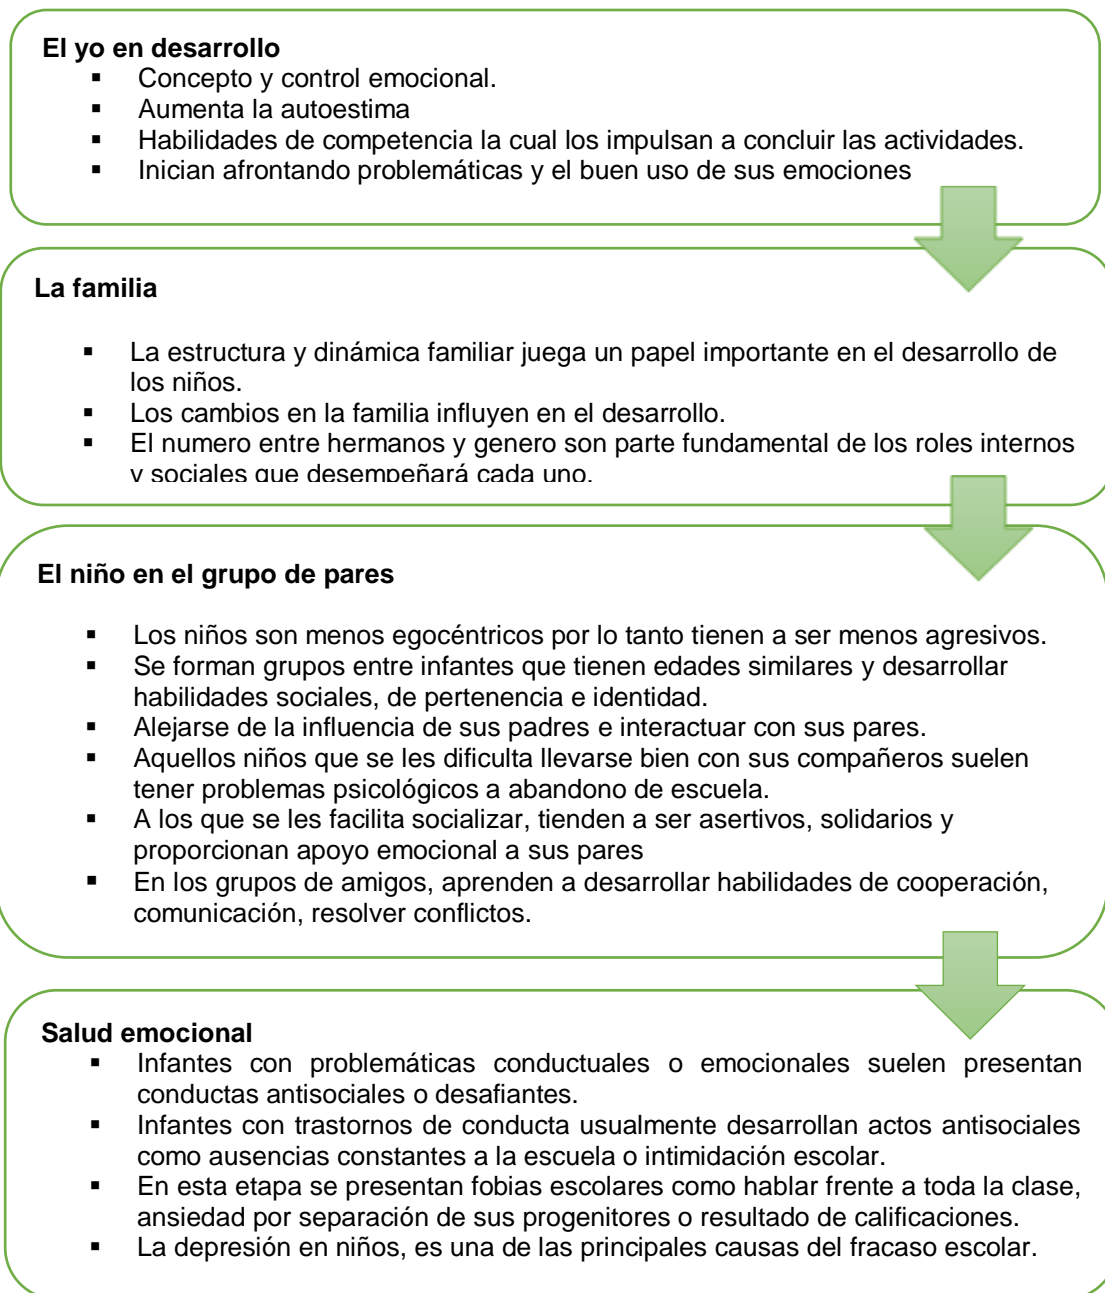 El yo en desarrollo
▪ Concepto y control emocional.
▪ Aumenta la autoestima
▪ Habilidades de competencia la cual los impulsan a concluir las actividades.
▪ Inician afrontando problemáticas y el buen uso de sus emociones
La familia
▪ La estructura y dinámica familiar juega un papel importante en el desarrollo de
los niños.
▪ Los cambios en la familia influyen en el desarrollo.
▪ El numero entre hermanos y genero son parte fundamental de los roles internos
y sociales que desempeñará cada uno.
El niño en el grupo de pares
▪ Los niños son menos egocéntricos por lo tanto tienen a ser menos agresivos.
▪ Se forman grupos entre infantes que tienen edades similares y desarrollar
habilidades sociales, de pertenencia e identidad.
▪ Alejarse de la influencia de sus padres e interactuar con sus pares.
▪ Aquellos niños que se les dificulta llevarse bien con sus compañeros suelen
tener problemas psicológicos a abandono de escuela.
▪ A los que se les facilita socializar, tienden a ser asertivos, solidarios y
proporcionan apoyo emocional a sus pares
▪ En los grupos de amigos, aprenden a desarrollar habilidades de cooperación,
comunicación, resolver conflictos.
Salud emocional
▪ Infantes con problemáticas conductuales o emocionales suelen presentan
conductas antisociales o desafiantes.
▪ Infantes con trastornos de conducta usualmente desarrollan actos antisociales
como ausencias constantes a la escuela o intimidación escolar.
▪ En esta etapa se presentan fobias escolares como hablar frente a toda la clase,
ansiedad por separación de sus progenitores o resultado de calificaciones.
▪ La depresión en niños, es una de las principales causas del fracaso escolar.